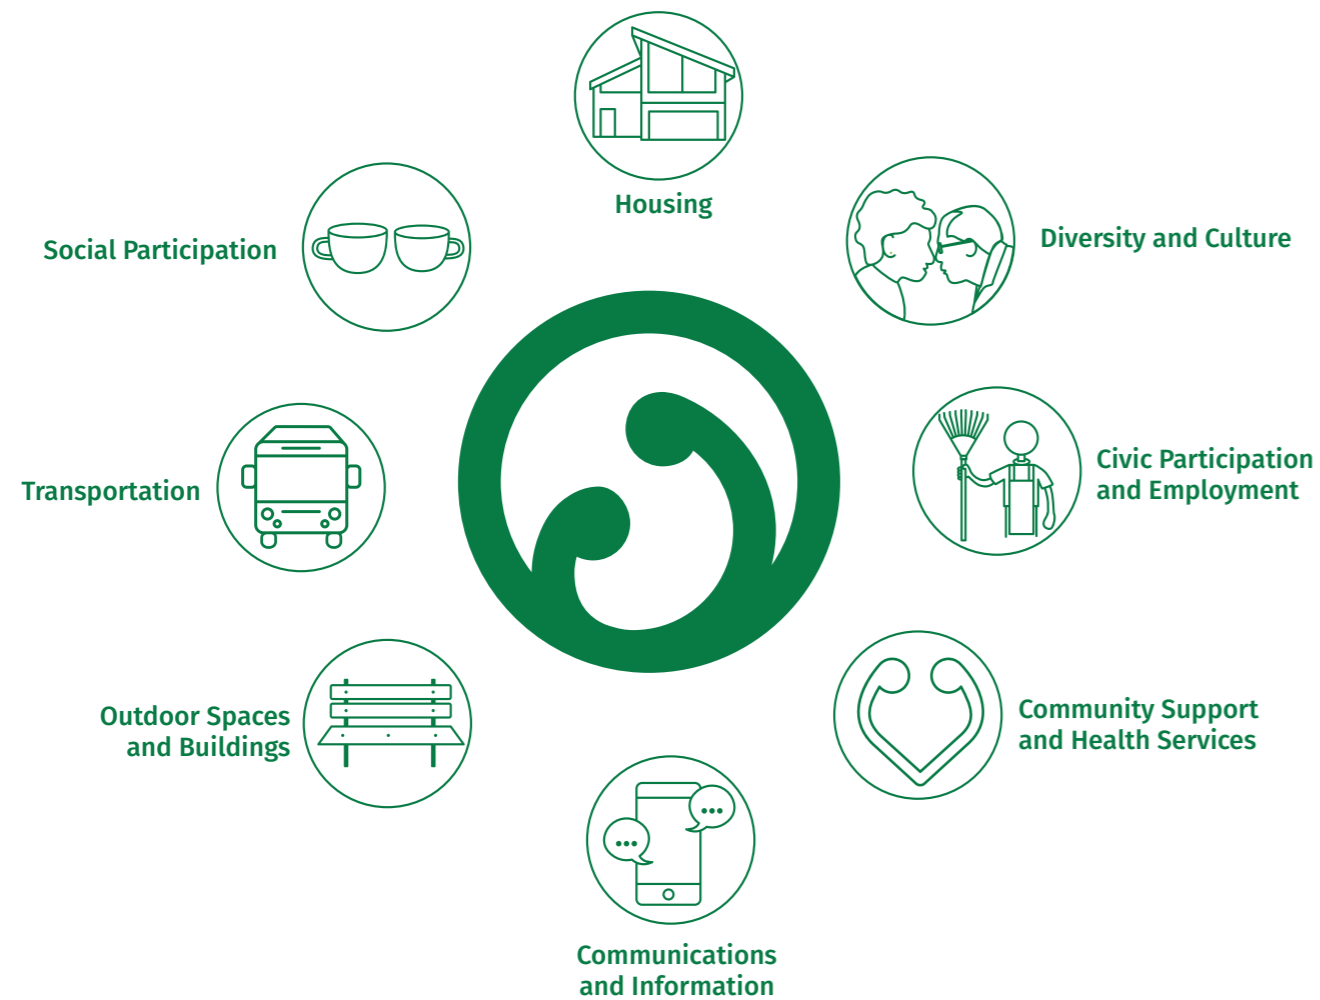 Housing
Diversity and Culture
Civic Participation
and Employment
Community Support
and Health Services
Communications
and Information
Outdoor Spaces
and Buildings
Transportation
Social Participation